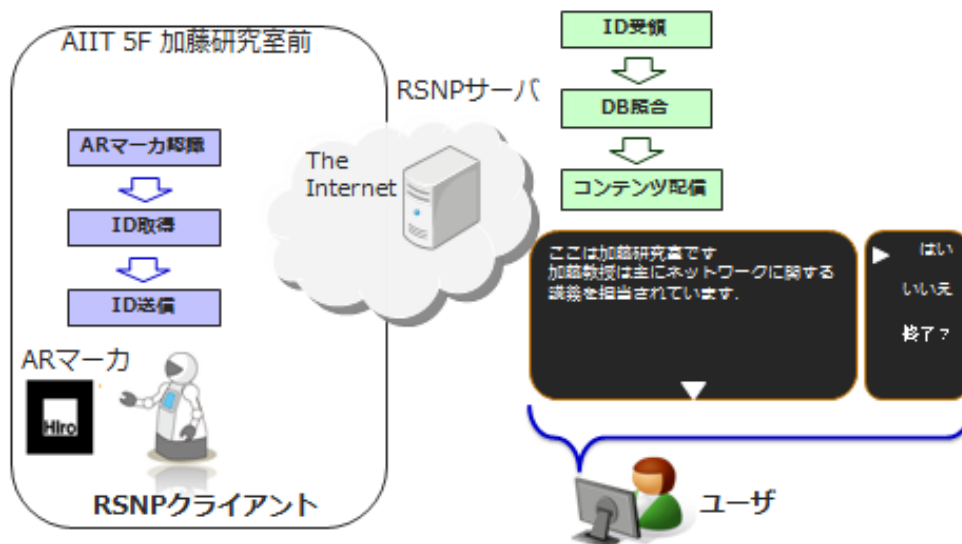 AIIT 5F 加藤研究室前
ARマーカ認識
ID取得
ID送信
ARマーカ
Hiro
RSNPクライアント
RSNPサーバ
The
Internet
ID受領
DB照合
コンテンツ配信
ここは加藤研究室です
加藤教授は主にネットワークに関する
講義を担当されています.
はい
いいえ
終了?
ユーザ